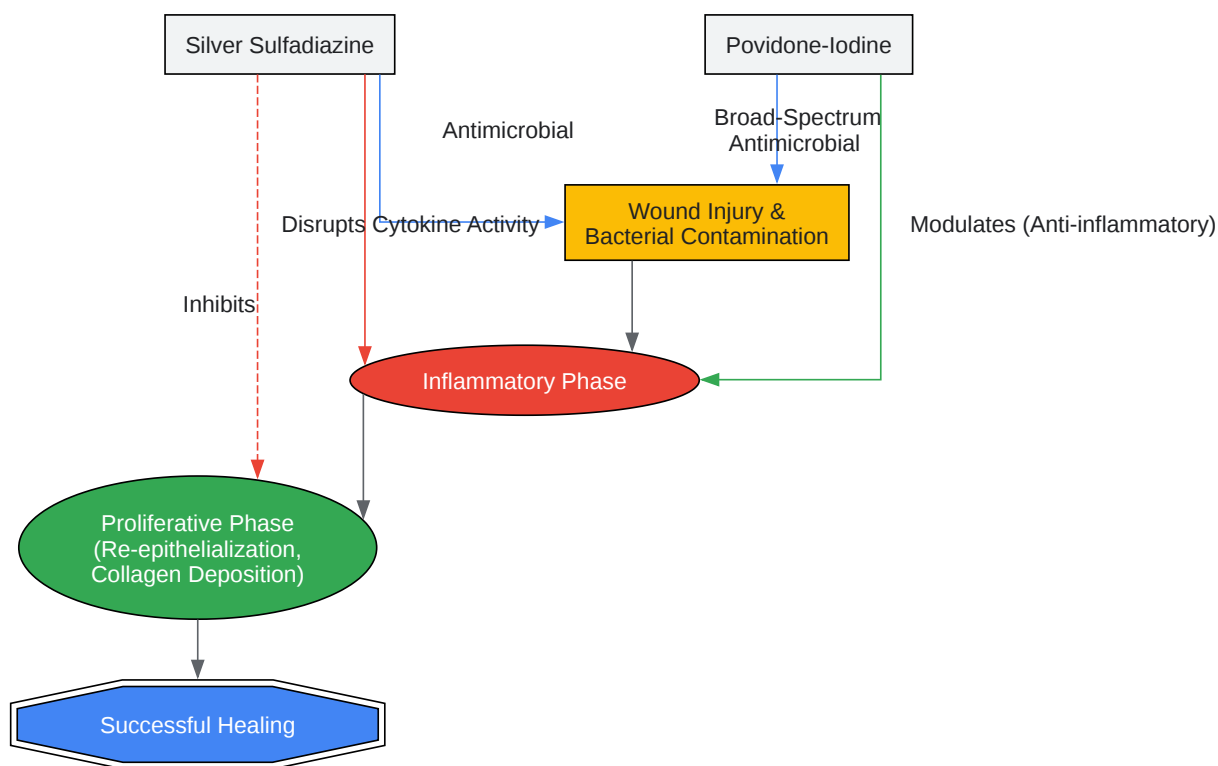 Silver Sulfadiazine
Povidone-Iodine
Antimicrobial
Broad-Spectrum
Antimicrobial
Disrupts Cytokine Activity
Wound Injury &
Bacterial Contamination
Modulates (Anti-inflammatory)
Inhibits
Inflammatory Phase
Proliferative Phase
(Re-epithelialization,
Collagen Deposition)
Successful Healing